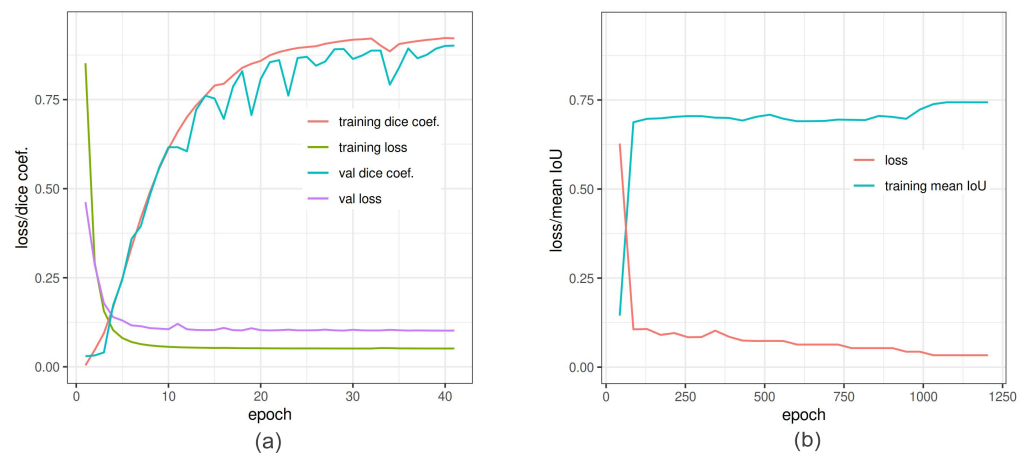 loss/dice coef.
0.75
0.50
0.25
0.00
training dice coef.
training loss
val dice coef.
val loss
0 10 20 30 40
epoch
(a)
loss/mean IoU
0.75
0.50
0.25
0.00
loss
training mean IoU
0 250 500 750 1000 1250
epoch
(b)